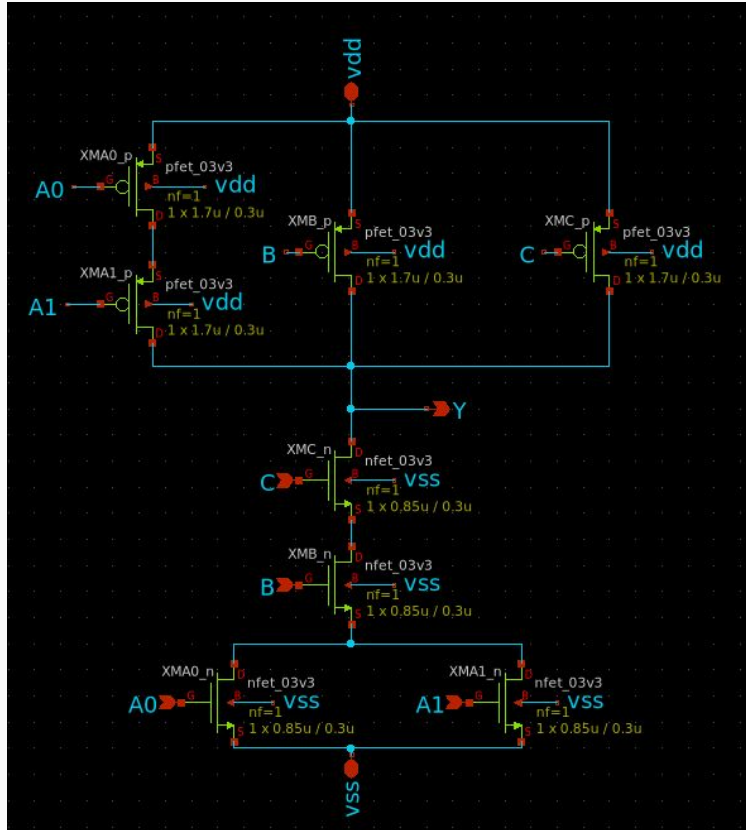 vdd
XMA0_p
S
pfet_03v3
A0
G
B
vdd
nf=1
1 x 1.7u / 0.3u
D
XMA1_p
S
pfet_03v3
A1
G
B
vdd
nf=1
1 x 1.7u / 0.3u
D
XMB_p
S
pfet_03v3
B
G
B
vdd
nf=1
1 x 1.7u / 0.3u
D
XMC_p
S
pfet_03v3
C
G
B
vdd
nf=1
1 x 1.7u / 0.3u
D
Y
XMC_n
D
nfet_03v3
C
G
B
vss
nf=1
1 x 0.85u / 0.3u
S
XMB_n
D
nfet_03v3
B
G
B
vss
nf=1
1 x 0.85u / 0.3u
S
XMA0_n
D
nfet_03v3
A0
G
B
vss
nf=1
1 x 0.85u / 0.3u
S
XMA1_n
D
nfet_03v3
A1
G
B
vss
nf=1
1 x 0.85u / 0.3u
S
vss